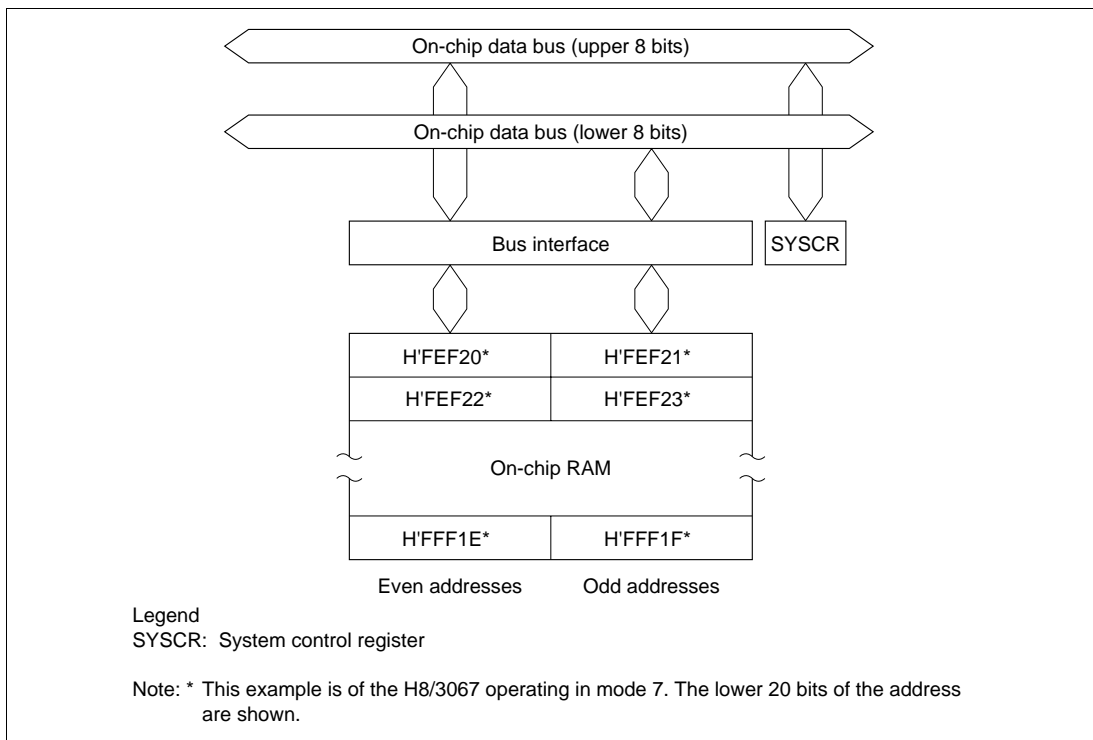 On-chip data bus (upper 8 bits)
On-chip data bus (lower 8 bits)
Bus interface
SYSCR
H'FEF20*
H'FEF21*
H'FEF22*
H'FEF23*
On-chip RAM
H'FFF1E*
H'FFF1F*
Even addresses
Odd addresses
Legend
SYSCR: System control register
Note: * This example is of the H8/3067 operating in mode 7. The lower 20 bits of the address
are shown.